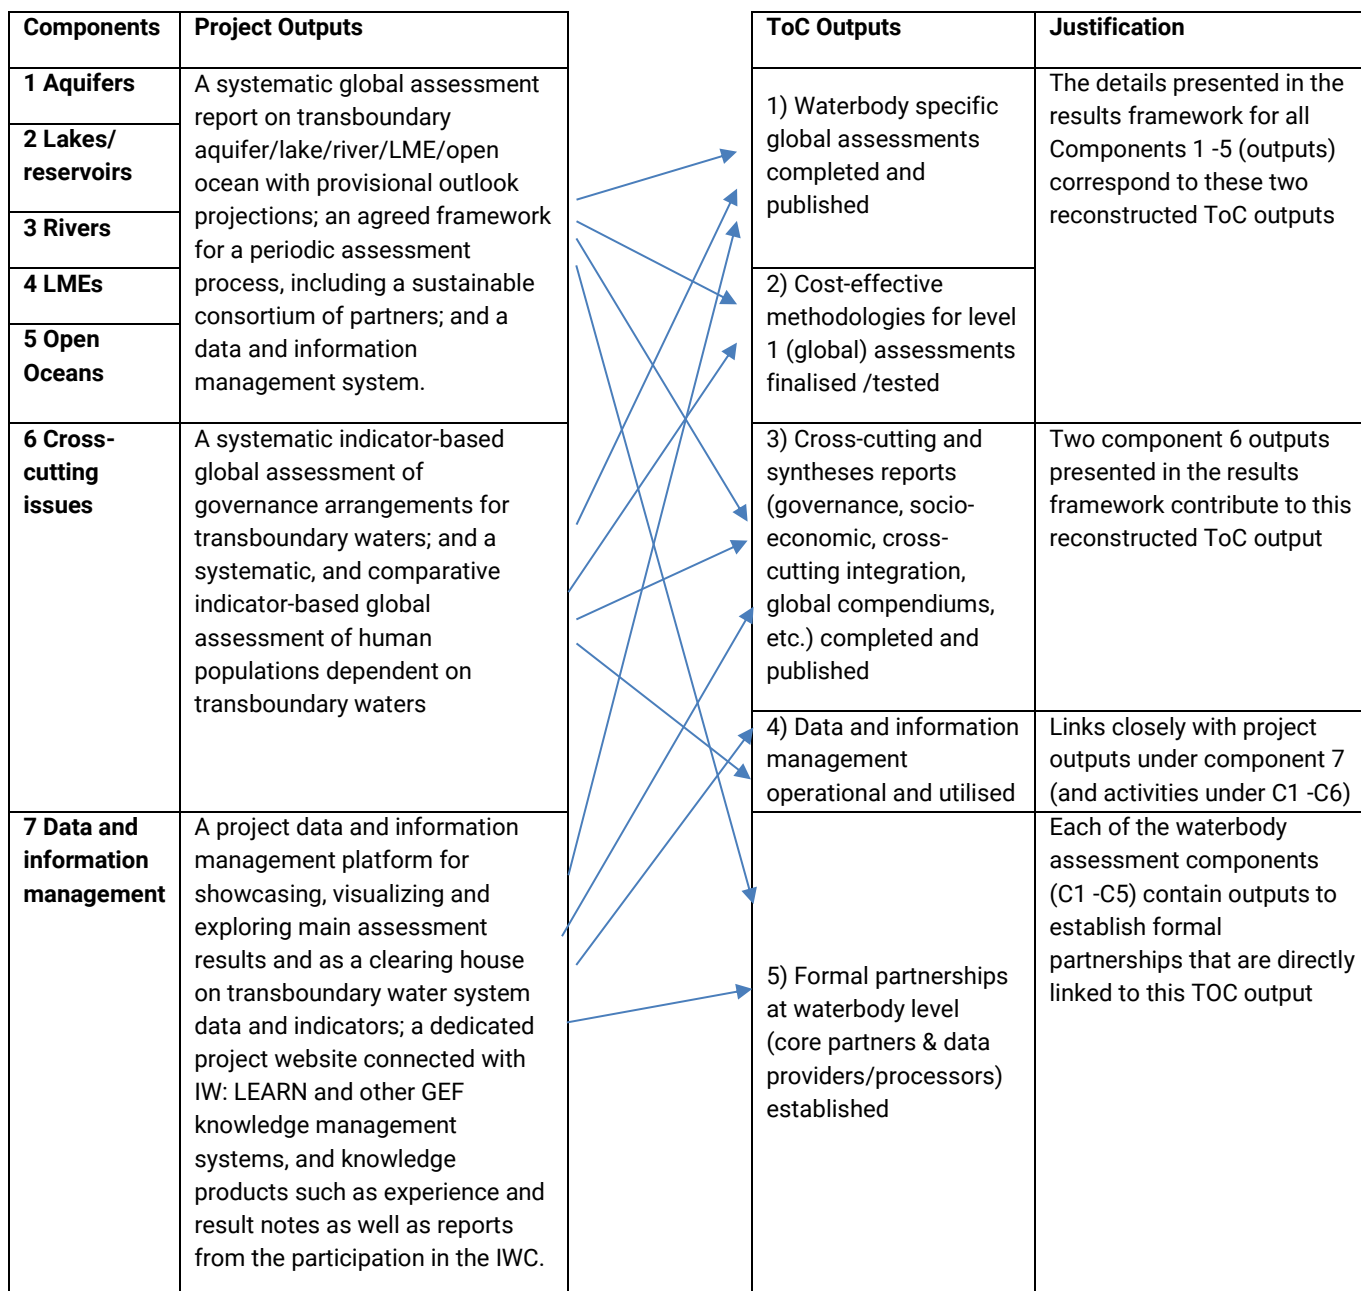 Components
Project Outputs
1 Aquifers
2 Lakes/
reservoirs
3 Rivers
4 LMEs
5 Open
Oceans
A systematic global assessment
report on transboundary
aquifer/lake/river/LME/open
ocean with provisional outlook
projections; an agreed framework
for a periodic assessment
process, including a sustainable
consortium of partners; and a
data and information
management system.
6 Cross-
cutting
issues
A systematic indicator-based
global assessment of
governance arrangements for
transboundary waters; and a
systematic, and comparative
indicator-based global
assessment of human
populations dependent on
transboundary waters
7 Data and
information
management
A project data and information
management platform for
showcasing, visualizing and
exploring main assessment
results and as a clearing house
on transboundary water system
data and indicators; a dedicated
project website connected with
IW: LEARN and other GEF
knowledge management
systems, and knowledge
products such as experience and
result notes as well as reports
from the participation in the IWC.
ToC Outputs
Justification
1) Waterbody specific
global assessments
completed and
published
2) Cost-effective
methodologies for level
1 (global) assessments
finalised /tested
The details presented in the
results framework for all
Components 1 -5 (outputs)
correspond to these two
reconstructed ToC outputs
3) Cross-cutting and
syntheses reports
(governance, socio-
economic, cross-
cutting integration,
global compendiums,
etc.) completed and
published
Two component 6 outputs
presented in the results
framework contribute to this
reconstructed ToC output
4) Data and information
management
operational and utilised
Links closely with project
outputs under component 7
(and activities under C1 -C6)
5) Formal partnerships
at waterbody level
(core partners & data
providers/processors)
established
Each of the waterbody
assessment components
(C1 -C5) contain outputs to
establish formal
partnerships that are directly
linked to this TOC output